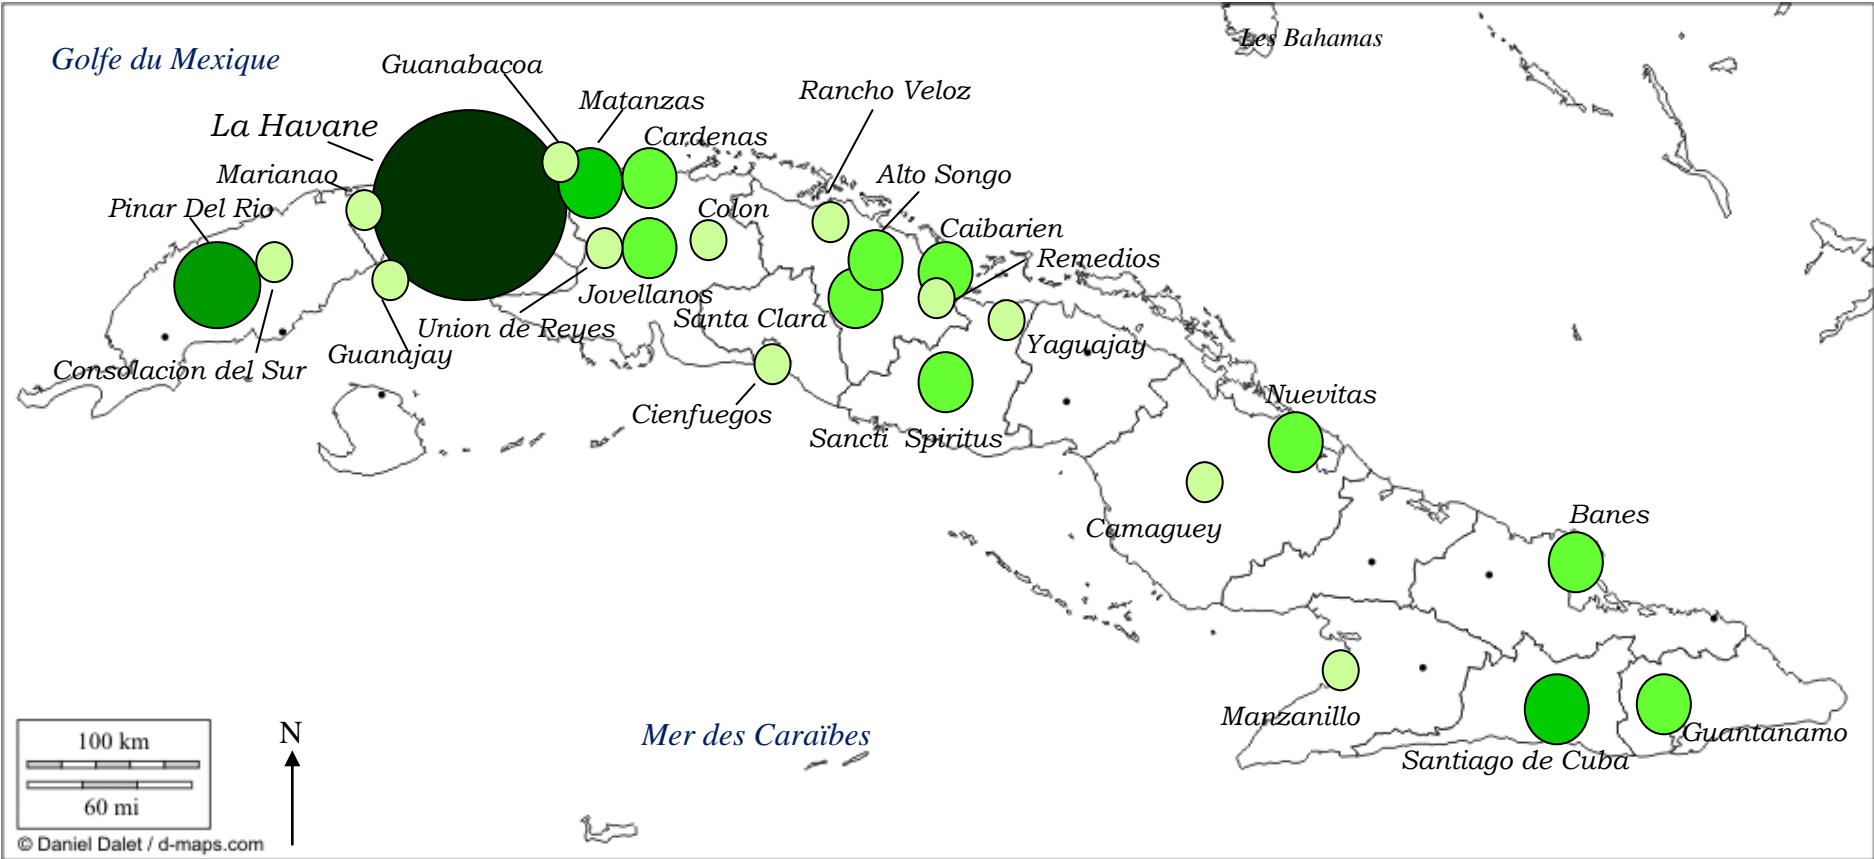 Les Bahamas
Golfe du Mexique
Guanabacoa
Rancho Veloz
Matanzas
La Havane
Cardenas
Marianao
Alto Songo
Pinar Del Rio
Colon
Caibarien
Remedios
Jovellanos
Santa Clara
Union de Reyes
Yaguajay
Guanajay
Consolacion del Sur
Nuevitas
Cienfuegos
Sancti Spiritus
Camaguey
Banes
Manzanillo
Guantanamo
Santiago de Cuba
Mer des Caraïbes
N
100 km
60 mi
© Daniel Dalet / d-maps.com